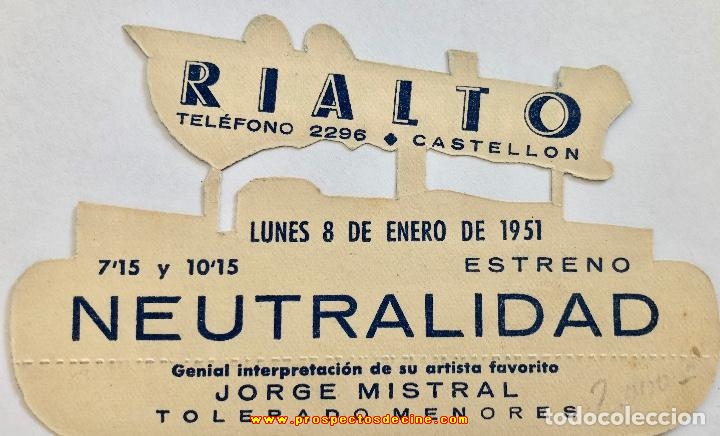 RIALTO
TELÉFONO 2296 ◆ CASTELLON
LUNES 8 DE ENERO DE 1951
7'15 y 10'15 ESTRENO
NEUTRALIDAD
Genial interpretación de su artista favorito
JORGE MISTRAL
TOLERADO MENORES
www.prospectosdecine.com
todocoleccion